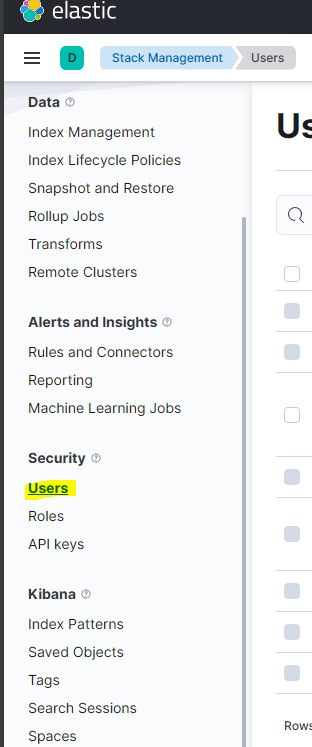 elastic
D Stack Management Users
Data
Index Management
Index Lifecycle Policies
Snapshot and Restore
Rollup Jobs
Transforms
Remote Clusters
Alerts and Insights
Rules and Connectors
Reporting
Machine Learning Jobs
Security
Users
Roles
API keys
Kibana
Index Patterns
Saved Objects
Tags
Search Sessions
Spaces
Us
Rows